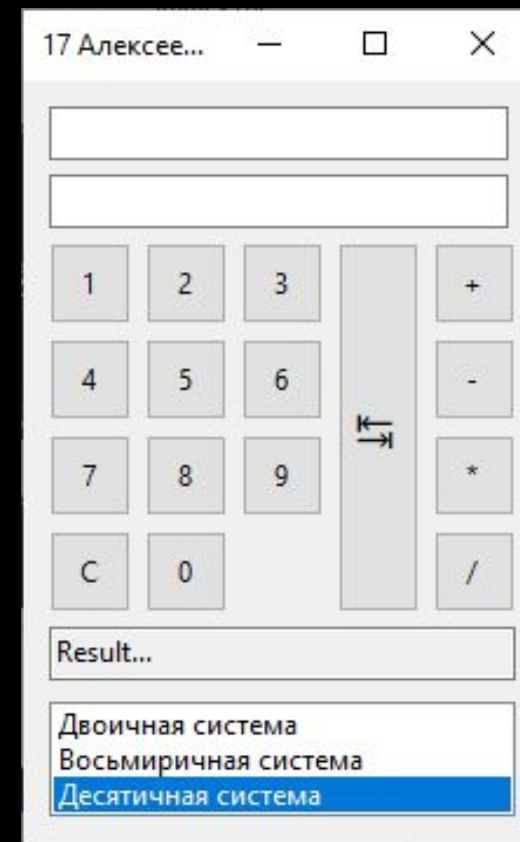 17 Алексее...
1 2 3 +
4 5 6 -
7 8 9 *
C 0 /
Result...
Двоичная система
Восьмиричная система
Десятичная система